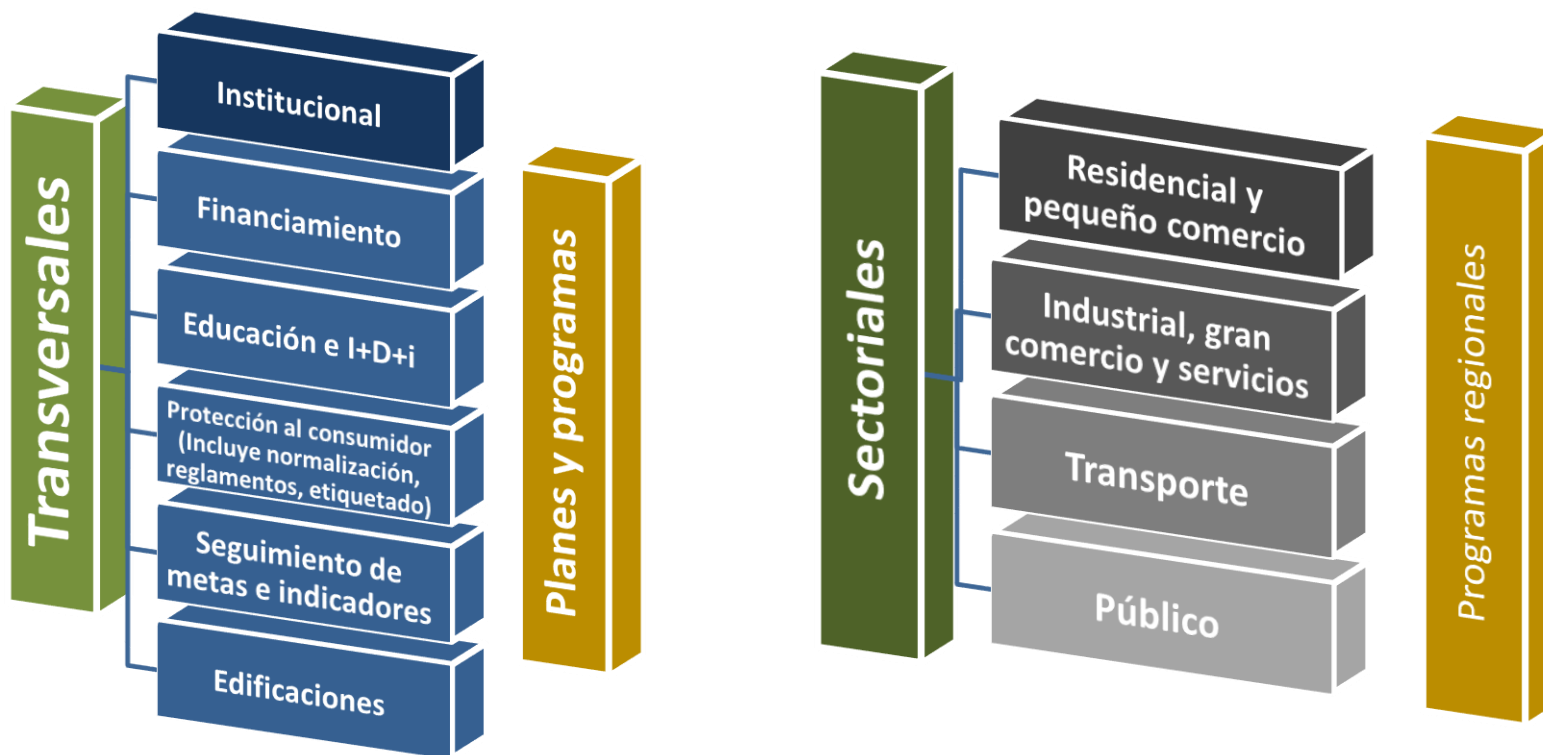 Transversales
Institucional
Financiamiento
Educación e I+D+i
Protección al consumidor
(Incluye normalización,
reglamentos, etiquetado)
Seguimiento de
metas e indicadores
Edificaciones
Planes y programas
Sectoriales
Residencial y
pequeño comercio
Industrial, gran
comercio y servicios
Transporte
Público
Programas regionales